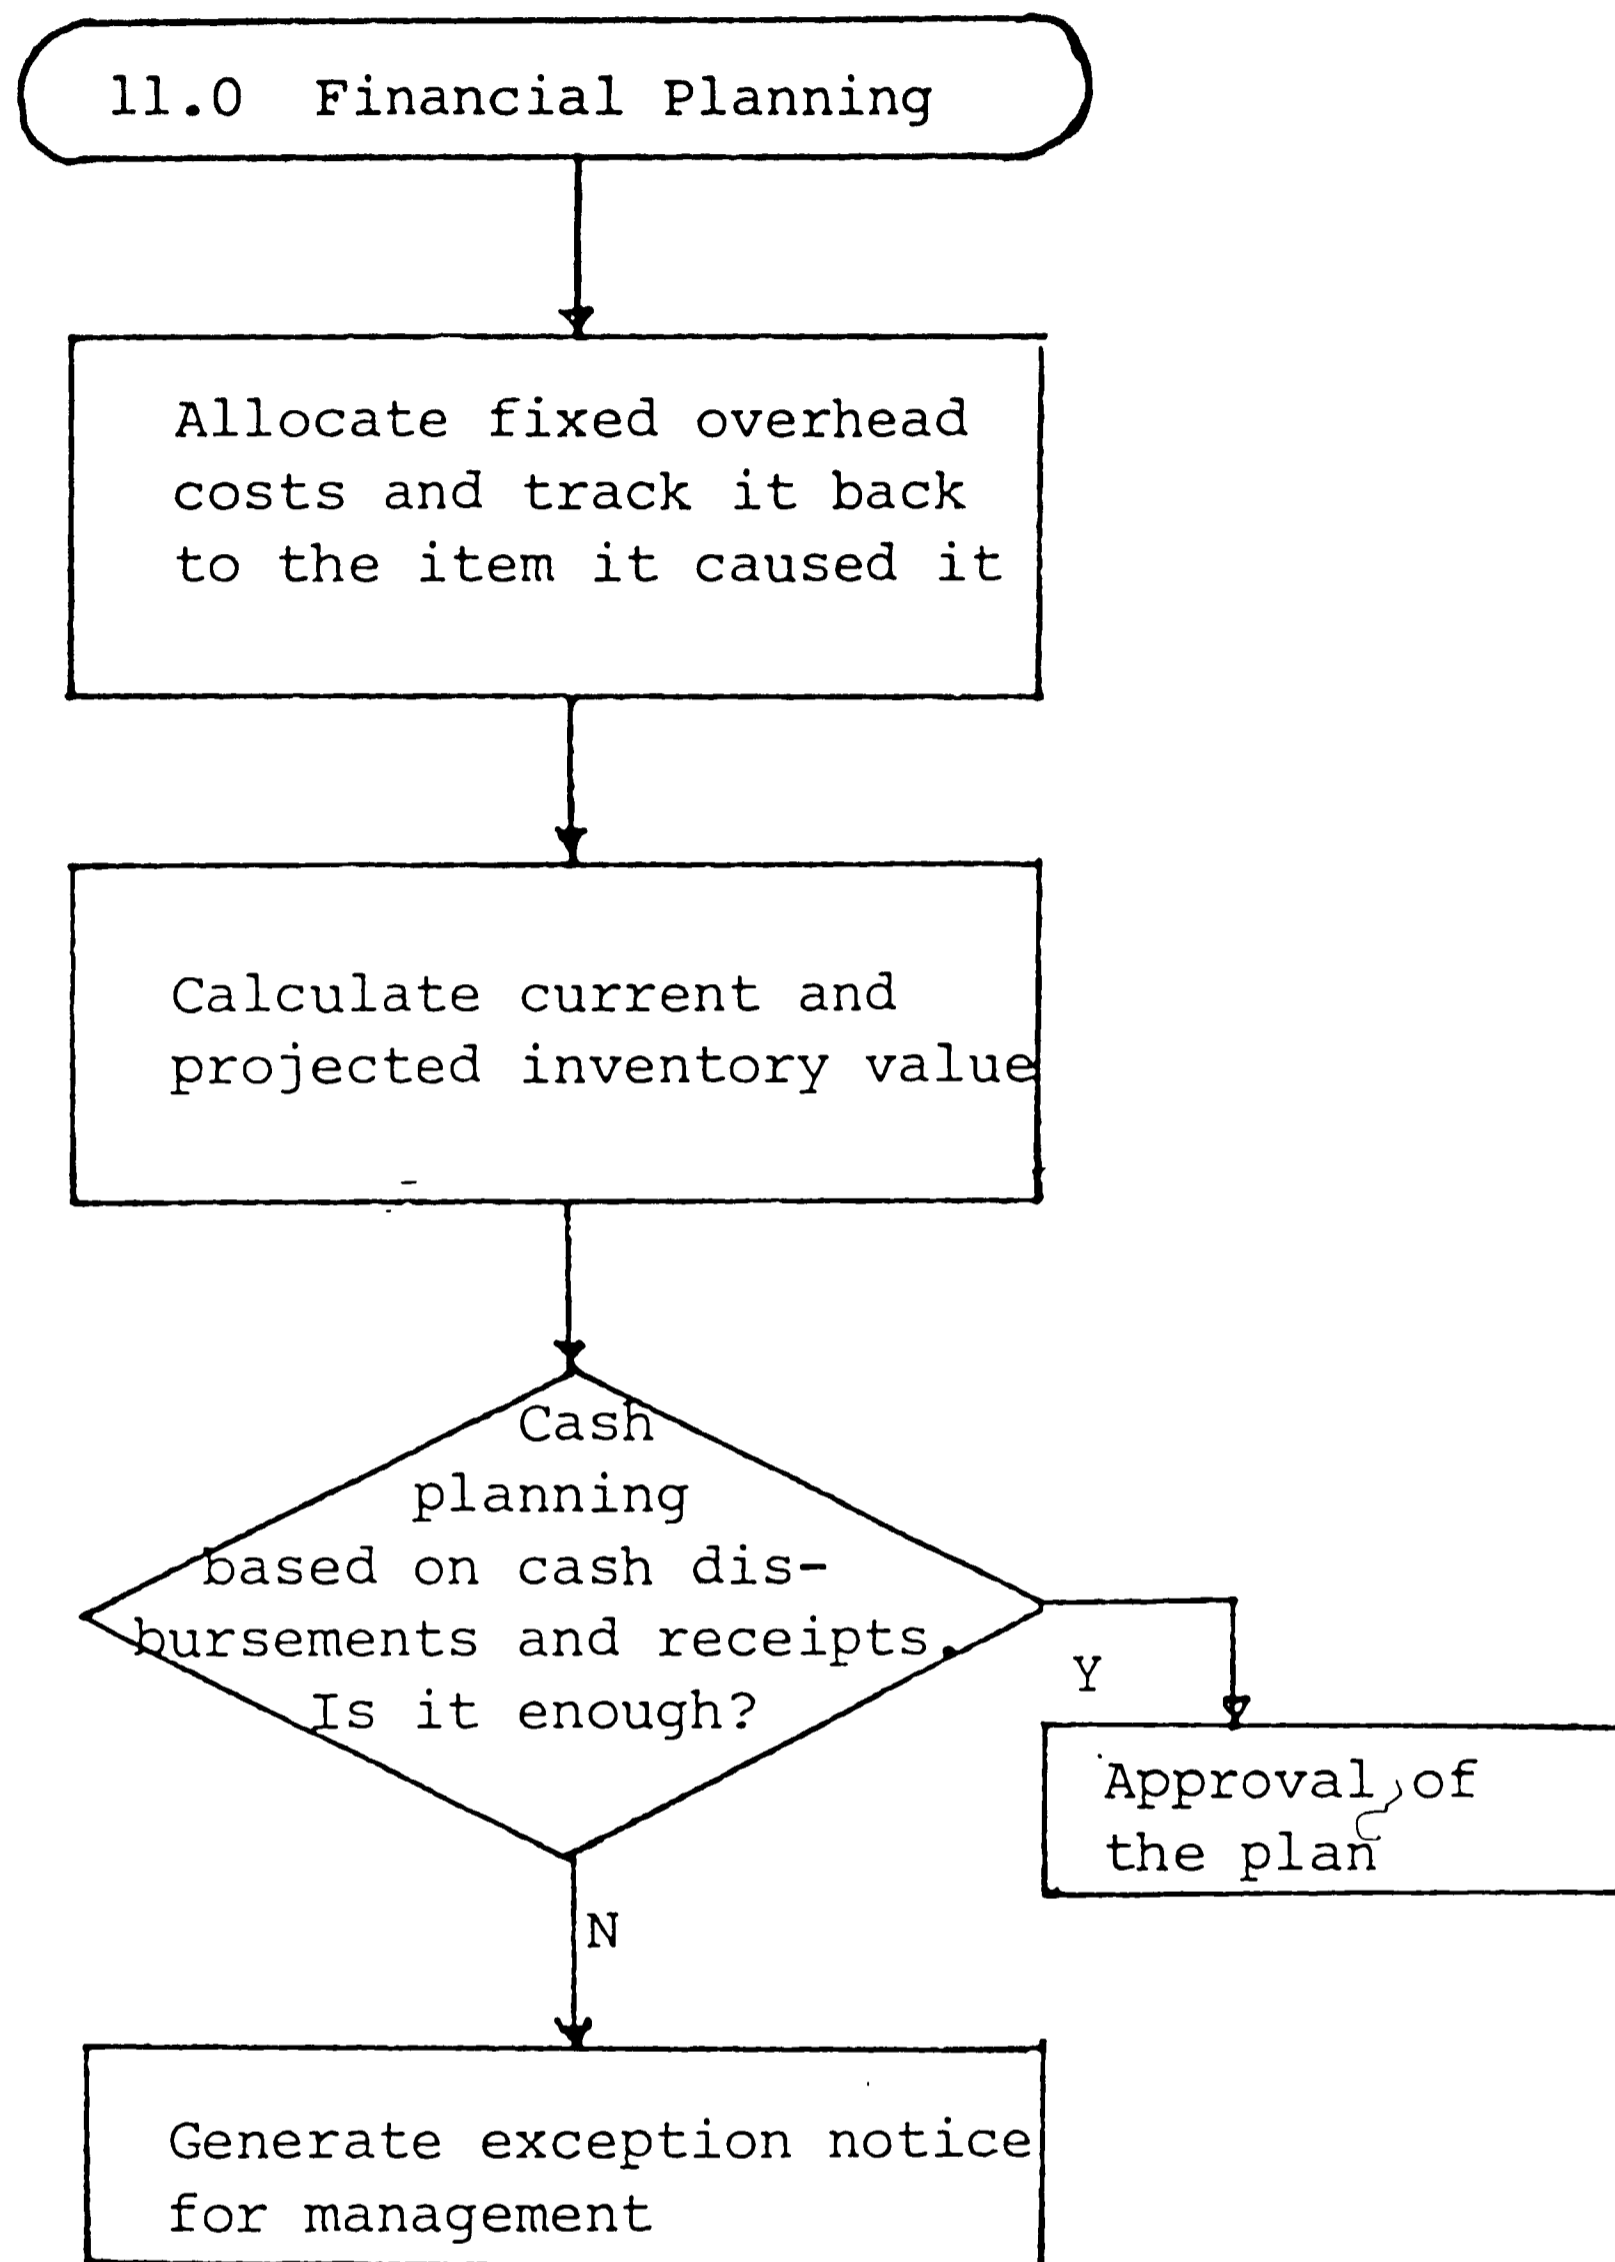 11.0 Financial Planning
Allocate fixed overhead
costs and track it back
to the item it caused it
Calculate current and
projected inventory value
Cash
planning
based on cash dis-
bursements and receipts.
Is it enough?
Y
Approval of
the plan
N
Generate exception notice
for management